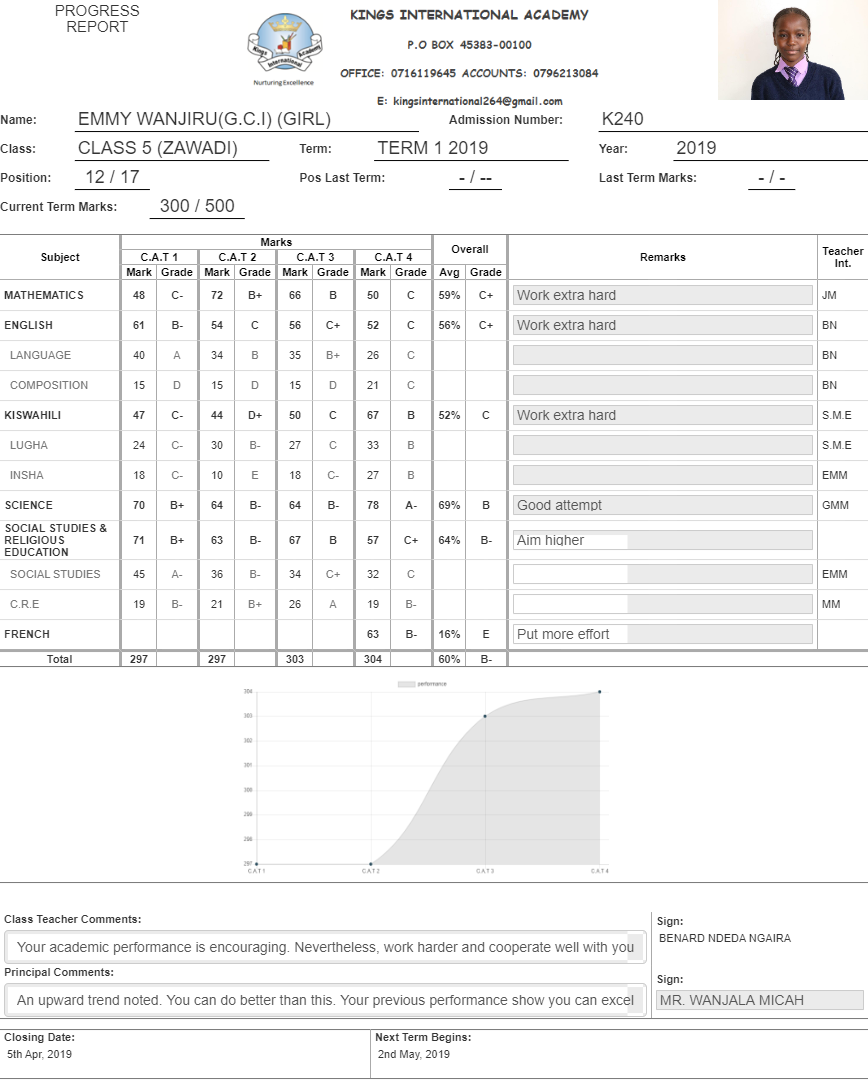 PROGRESS
REPORT
KINGS INTERNATIONAL ACADEMY
P.O BOX 45383-00100
OFFICE: 0716119645 ACCOUNTS: 0796213084
E: kingsinternational264@gmail.com
Kings International Academy
Nurturing Excellence
Name: EMMY WANJIRU(G.C.I) (GIRL) Admission Number: K240
Class: CLASS 5 (ZAWADI) Term: TERM 1 2019 Year: 2019
Position: 12 / 17 Pos Last Term: - / -- Last Term Marks: - / -
Current Term Marks: 300 / 500
Subject Marks Overall Remarks Teacher Int.
C.A.T 1 C.A.T 2 C.A.T 3 C.A.T 4
Mark Grade Mark Grade Mark Grade Mark Grade Avg Grade
MATHEMATICS 48 C- 72 B+ 66 B 50 C 59% C+ Work extra hard JM
ENGLISH 61 B- 54 C 56 C+ 52 C 56% C+ Work extra hard BN
LANGUAGE 40 A 34 B 35 B+ 26 C BN
COMPOSITION 15 D 15 D 15 D 21 C BN
KISWAHILI 47 C- 44 D+ 50 C 67 B 52% C Work extra hard S.M.E
LUGHA 24 C- 30 B- 27 C 33 B S.M.E
INSHA 18 C- 10 E 18 C- 27 B EMM
SCIENCE 70 B+ 64 B- 64 B- 78 A- 69% B Good attempt GMM
SOCIAL STUDIES &
RELIGIOUS
EDUCATION 71 B+ 63 B- 67 B 57 C+ 64% B- Aim higher
SOCIAL STUDIES 45 A- 36 B- 34 C+ 32 C EMM
C.R.E 19 B- 21 B+ 26 A 19 B- MM
FRENCH 63 B- 16% E Put more effort
Total 297 297 303 304 60% B-
performance
304
303
302
301
300
299
298
297
CAT1 CAT2 CAT3 CAT4
Class Teacher Comments:
Your academic performance is encouraging. Nevertheless, work harder and cooperate well with you
Sign:
BENARD NDEDA NGAIRA
Principal Comments:
An upward trend noted. You can do better than this. Your previous performance show you can excel
Sign:
MR. WANJALA MICAH
Closing Date: Next Term Begins:
5th Apr, 2019 2nd May, 2019